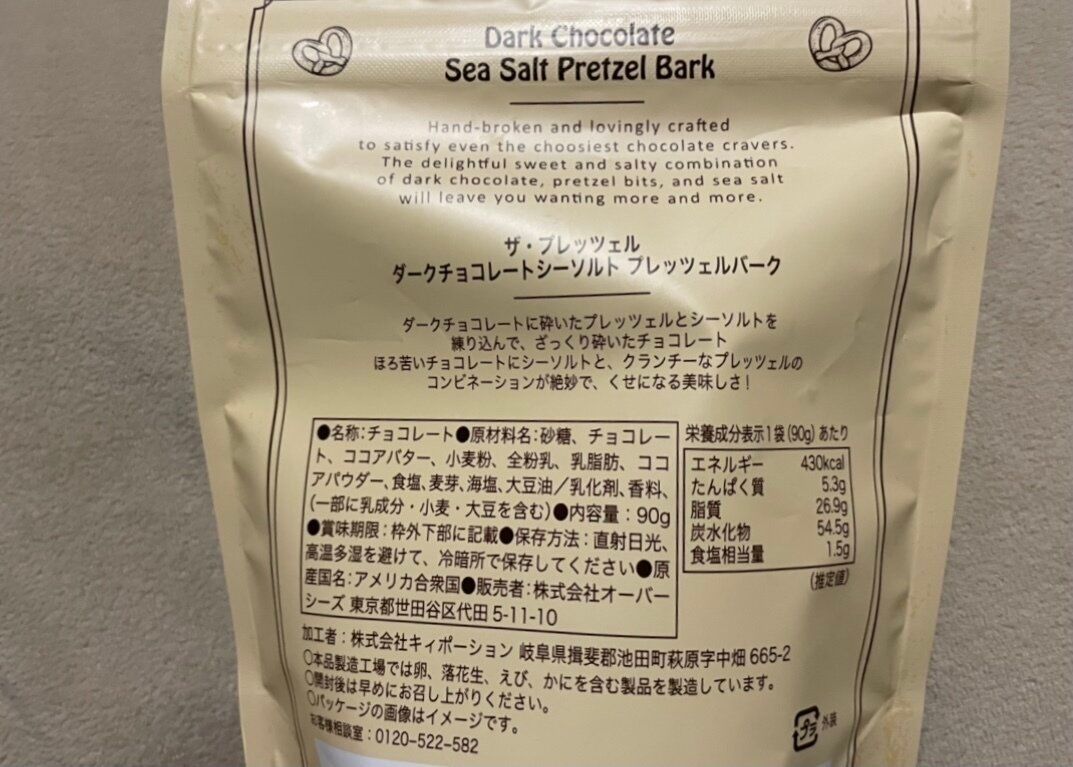 Dark Chocolate
Sea Salt Pretzel Bark
Hand-broken and lovingly crafted
to satisfy even the choosiest chocolate cravers.
The delightful sweet and salty combination
of dark chocolate, pretzel bits, and sea salt
will leave you wanting more and more.
ザ・プレッツェル
ダークチョコレートシーソルト プレッツェルバーク
ダークチョコレートに砕いたプレッツェルとシーソルトを
練り込んで、ざっくり砕いたチョコレート
ほろ苦いチョコレートにシーソルトと、クランチーなプレッツェルの
コンビネーションが絶妙で、くせになる美味しさ!
●名称:チョコレート●原材料名:砂糖、チョコレー
ト、ココアバター、小麦粉、全粉乳、乳脂肪、ココ
アパウダー、食塩、麦芽、海塩、大豆油/乳化剤、香料、
(一部に乳成分・小麦・大豆を含む)●内容量:90g
●賞味期限:枠外下部に記載●保存方法:直射日光、
高温多湿を避けて、冷暗所で保存してください●原
産国名:アメリカ合衆国●販売者:株式会社オーバー
シーズ 東京都世田谷区代田 5-11-10
栄養成分表示1袋(90g)あたり
エネルギー 430kcal
たんぱく質 5.3g
脂質 26.9g
炭水化物 54.5g
食塩相当量 1.5g
(推定値)
加工者:株式会社キィポーション 岐阜県揖斐郡池田町萩原字中畑 665-2
○本品製造工場では卵、落花生、えび、かにを含む製品を製造しています。
○開封後は早めにお召し上がりください。
○パッケージの画像はイメージです。
お客様相談室:0120-522-582
プラ 外装